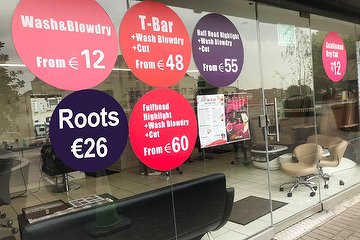 Wash&Blowdry
From €12
T-Bar
+Wash Blowdry
+Cut
From €48
Half Head Highlight
+Wash Blowdry
+Cut
From €55
Gentleman
Dry Cut
€12
Roots
€26
Fullhead
Highlight
+Wash Blowdry
+Cut
From €60